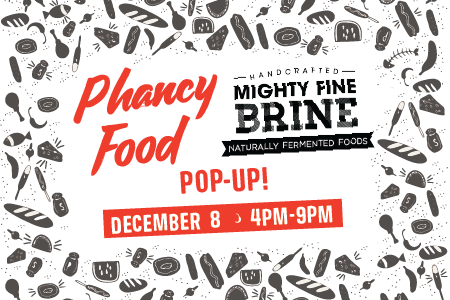 Phancy
Food
HANDCRAFTED
MIGHTY FINE
BRINE
NATURALLY FERMENTED FOODS
POP-UP!
DECEMBER 8 4PM-9PM